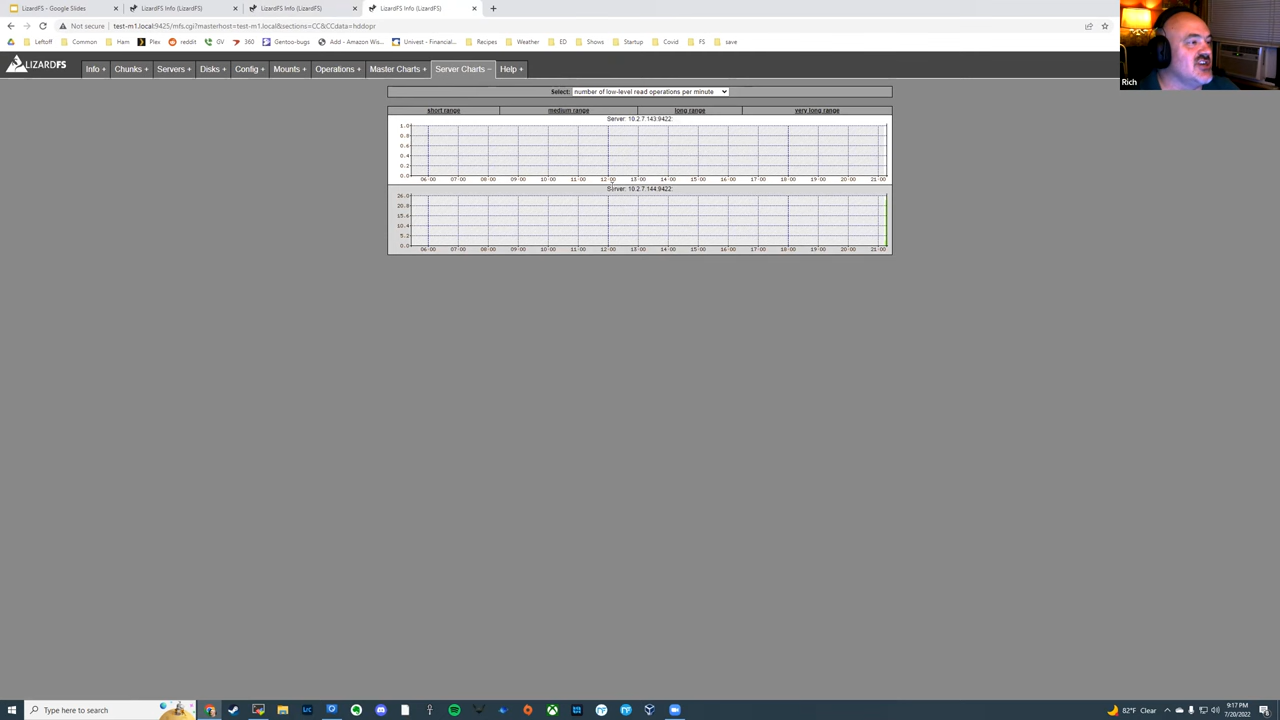 LizardFS - Google Slides
LizardFS Info (LizardFS)
LizardFS Info (LizardFS)
LizardFS Info (LizardFS)
Not secure test-m1.local:9425/mfs.cgi?masterhost=test-m1.local&sections=CC&CCdata=hddopr
Leftoff Common Ham Plex reddit GV 360 Gentoo-bugs Add - Amazon Wis... Univest - Financial... Recipes Weather ED Shows Startup Covid FS save
Rich
LIZARDFS
Info + Chunks + Servers + Disks + Config + Mounts + Operations + Master Charts + Server Charts – Help +
Select: number of low-level read operations per minute
short range medium range long range very long range
Server: 10.2.7.143:9422:
1.0
0.8
0.6
0.4
0.2
0.0
06:00 07:00 08:00 09:00 10:00 11:00 12:00 13:00 14:00 15:00 16:00 17:00 18:00 19:00 20:00 21:00
Server: 10.2.7.144:9422:
26.0
20.8
15.6
10.4
5.2
0.0
06:00 07:00 08:00 09:00 10:00 11:00 12:00 13:00 14:00 15:00 16:00 17:00 18:00 19:00 20:00 21:00
Type here to search
82°F Clear
9:17 PM
7/20/2022